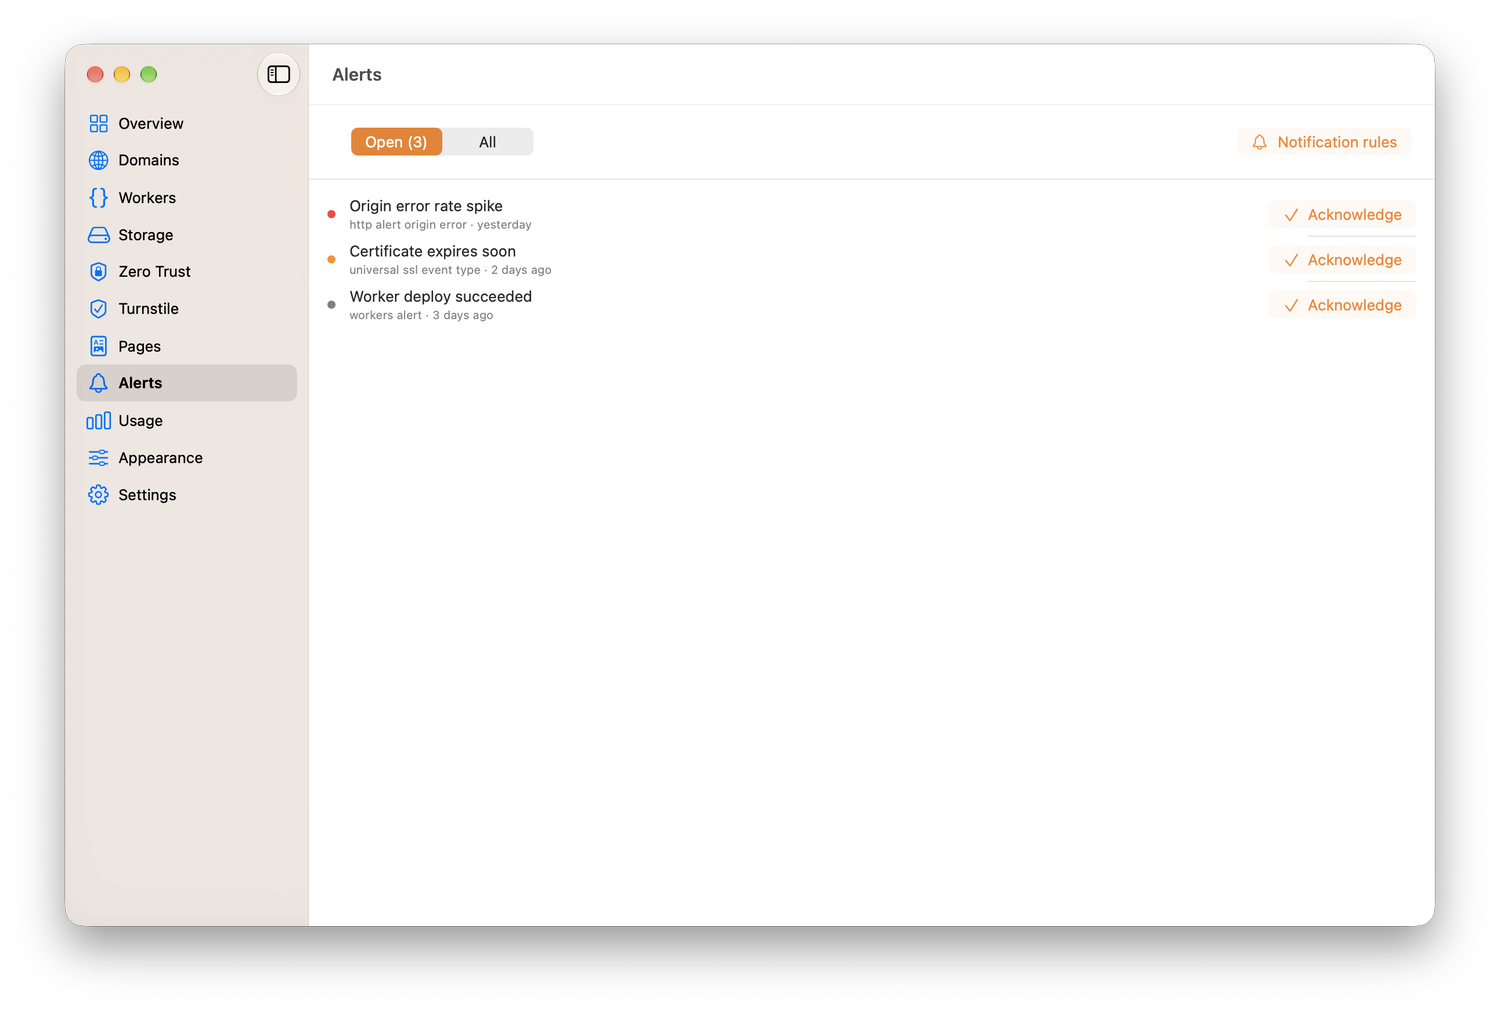 Alerts
Overview
Domains
Workers
Storage
Zero Trust
Turnstile
Pages
Alerts
Usage
Appearance
Settings
Open (3)
All
Notification rules
Origin error rate spike
http alert origin error · yesterday
Acknowledge
Certificate expires soon
universal ssl event type · 2 days ago
Acknowledge
Worker deploy succeeded
workers alert · 3 days ago
Acknowledge